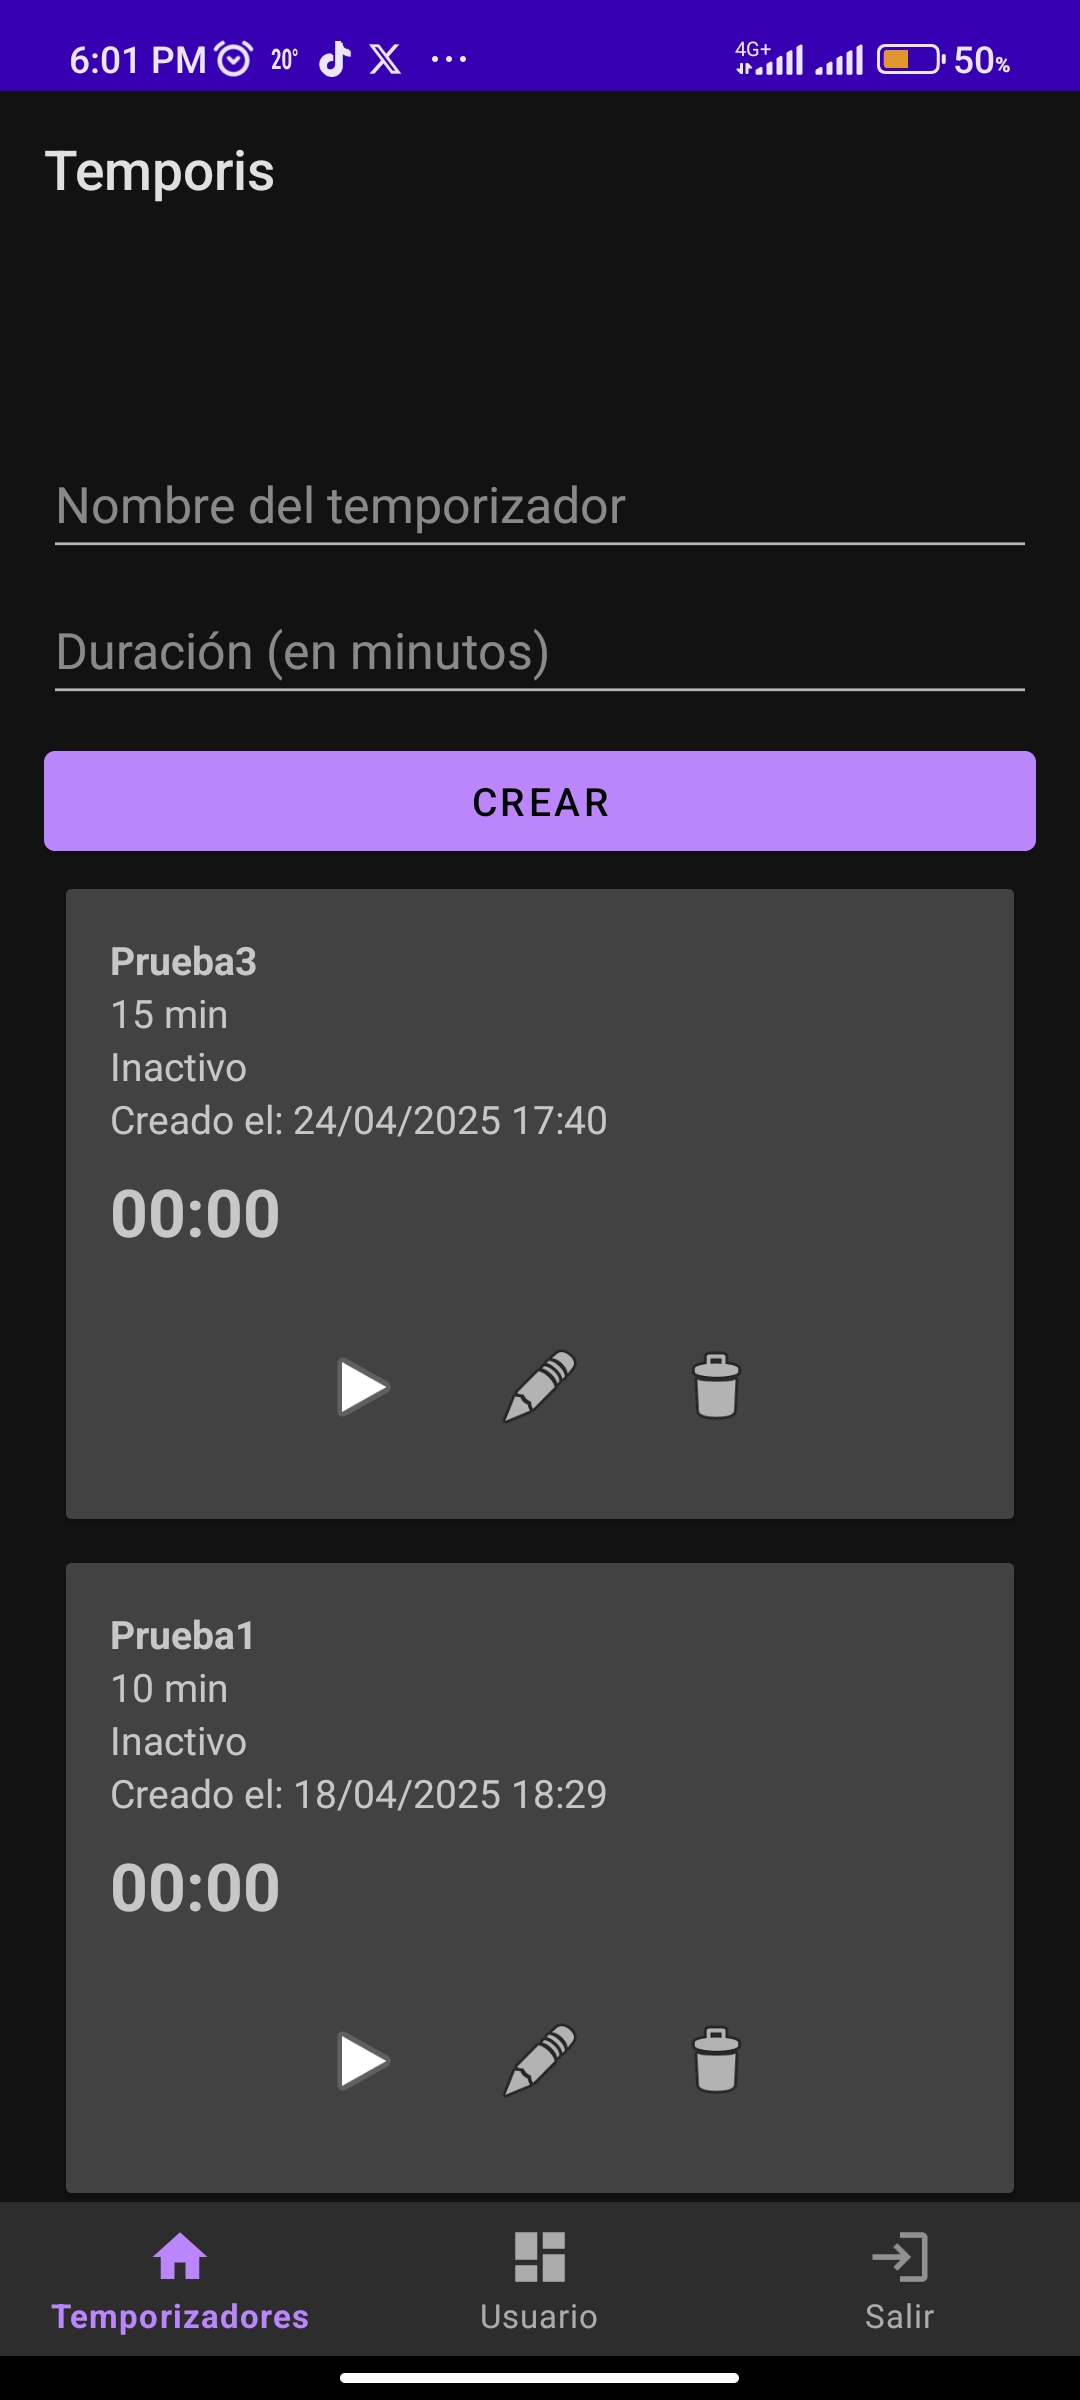 6:01 PM 20° 4G+ 50%
Temporis
Nombre del temporizador
Duración (en minutos)
CREAR
Prueba3
15 min
Inactivo
Creado el: 24/04/2025 17:40
00:00
Prueba1
10 min
Inactivo
Creado el: 18/04/2025 18:29
00:00
Temporizadores Usuario Salir